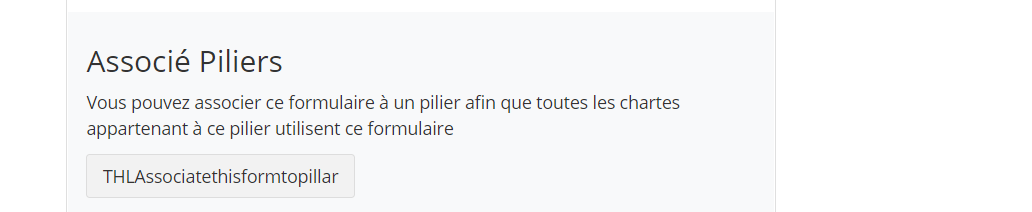 Associé Piliers
Vous pouvez associer ce formulaire à un pilier afin que toutes les chartes
appartenant à ce pilier utilisent ce formulaire
THLAssociatethisformtopillar